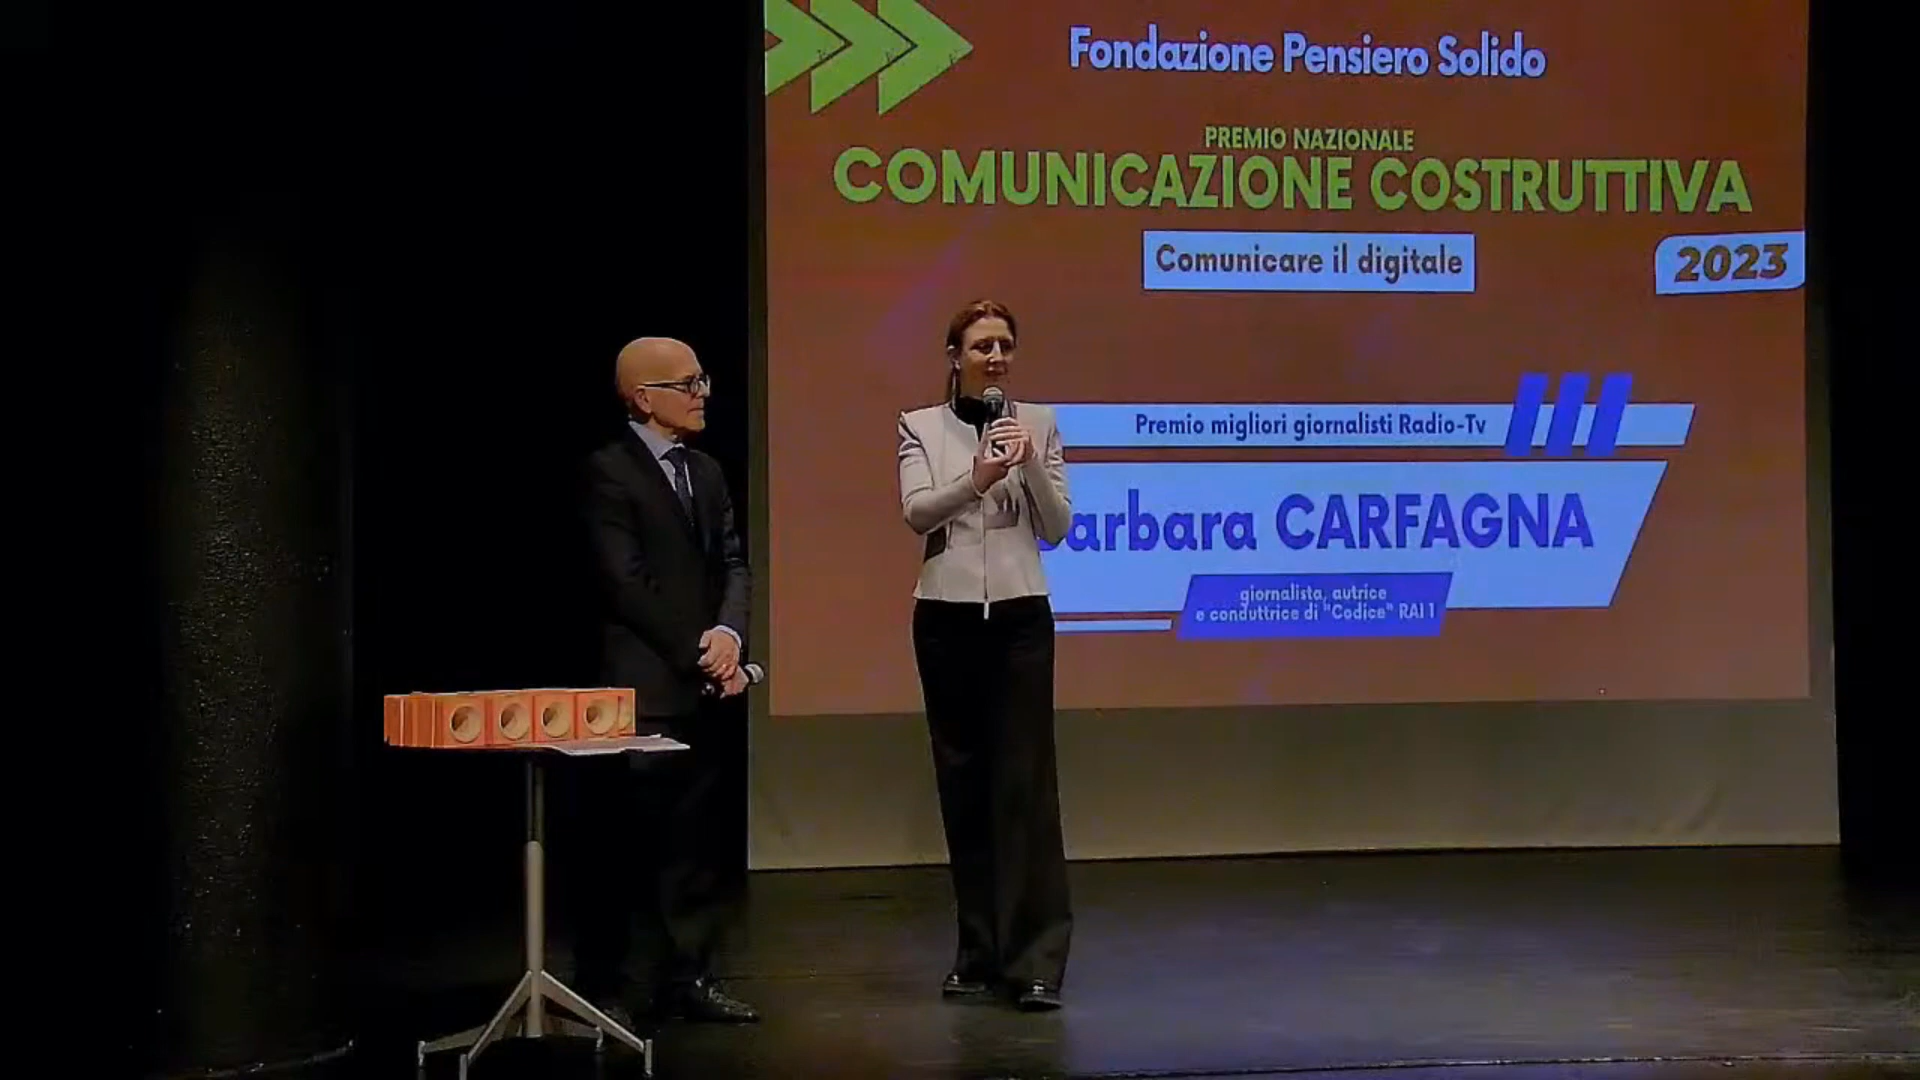 Fondazione Pensiero Solido
PREMIO NAZIONALE
COMUNICAZIONE COSTRUTTIVA
Comunicare il digitale
2023
Premio migliori giornalisti Radio-Tv
arbara CARFAGNA
giornalista, autrice
e conduttrice di "Codice" RAI 1